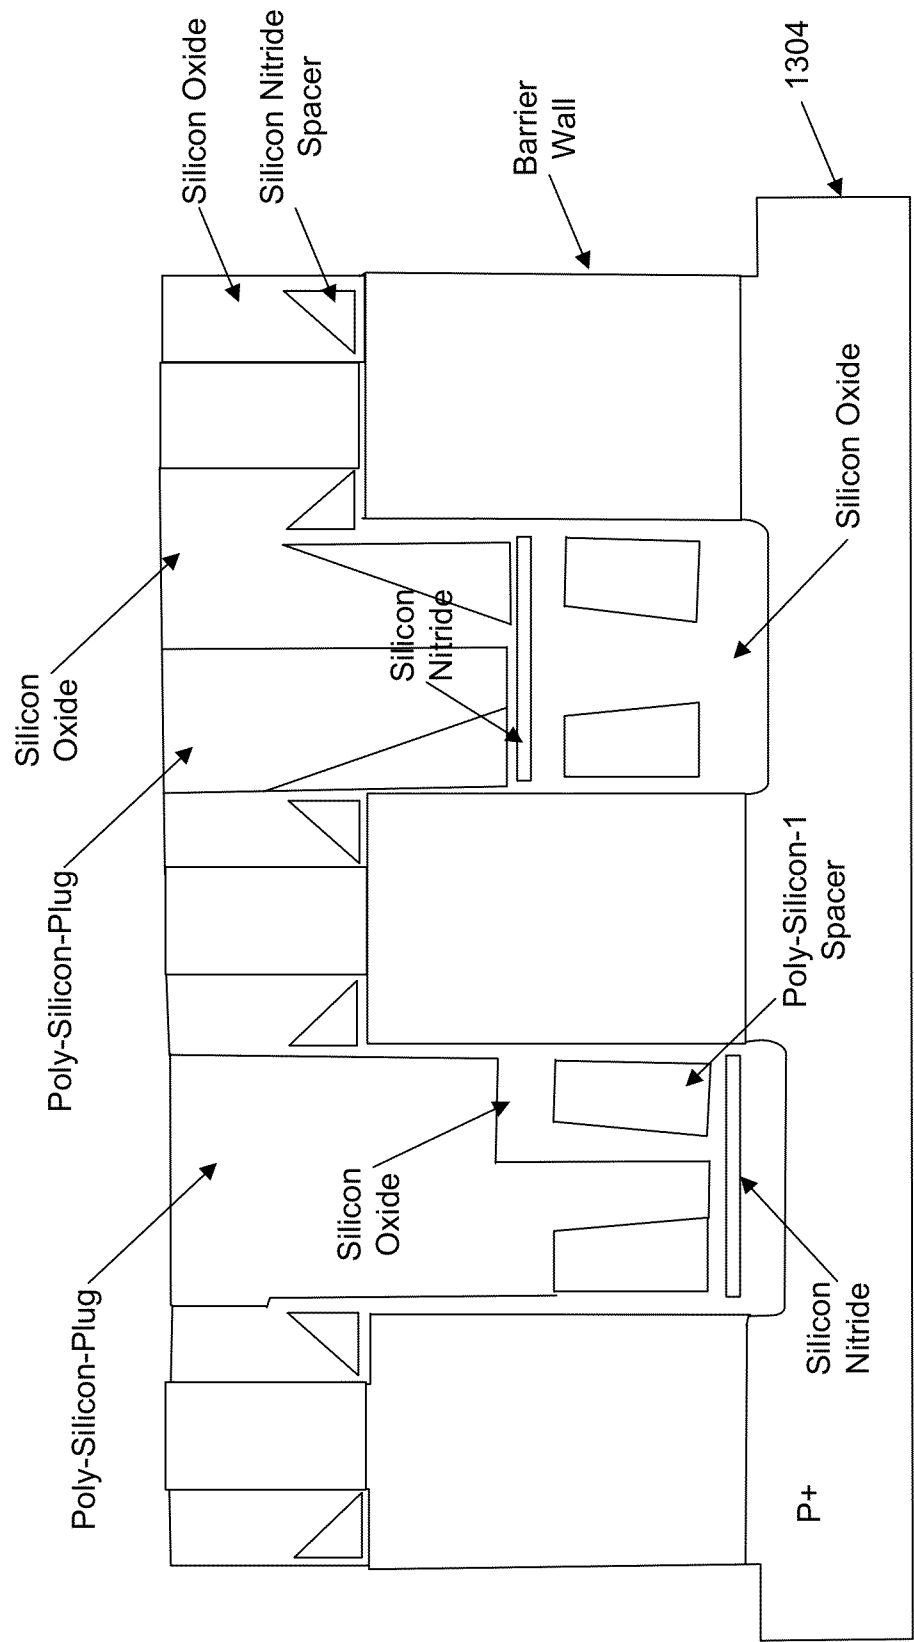 Poly-Silicon-Plug
Poly-Silicon-Plug
Silicon
Oxide
Silicon Oxide
Silicon Nitride
Spacer
Silicon
Oxide
Silicon
Nitride
Barrier
Wall
P+
Silicon
Nitride
Poly-Silicon-1
Spacer
Silicon Oxide
1304